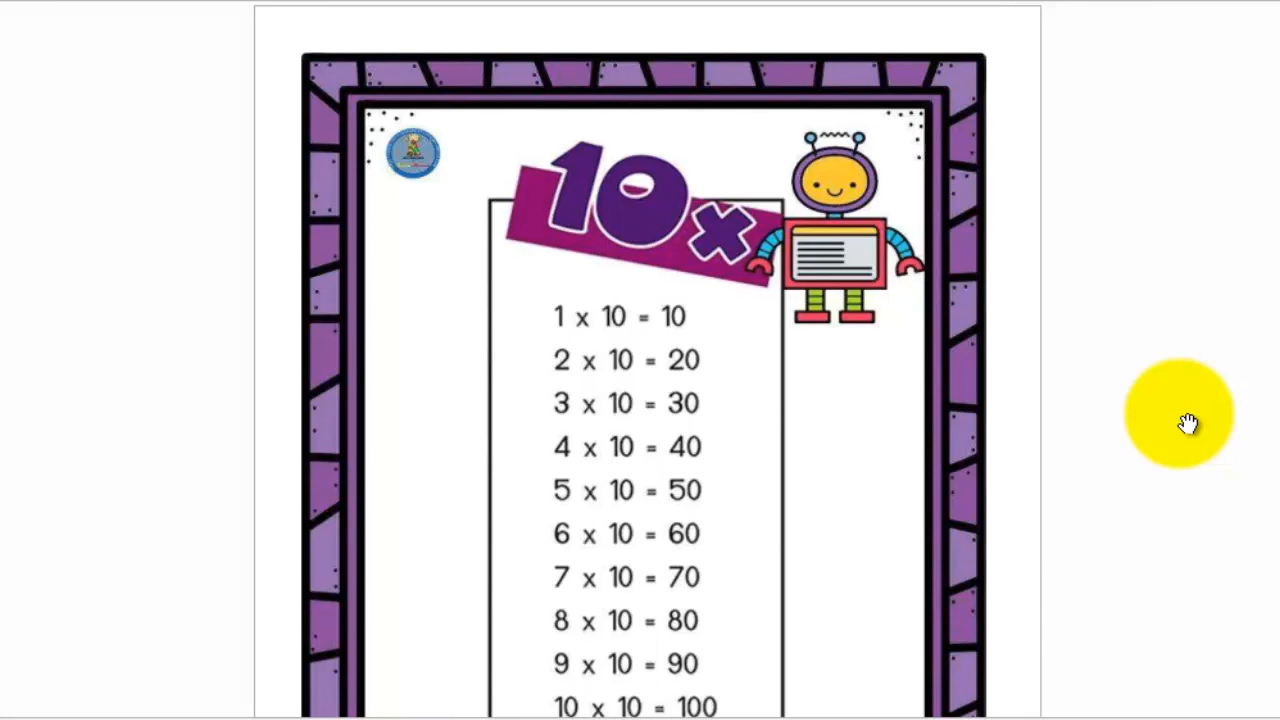 10x
1 x 10 = 10
2 x 10 = 20
3 x 10 = 30
4 x 10 = 40
5 x 10 = 50
6 x 10 = 60
7 x 10 = 70
8 x 10 = 80
9 x 10 = 90
10 x 10 = 100